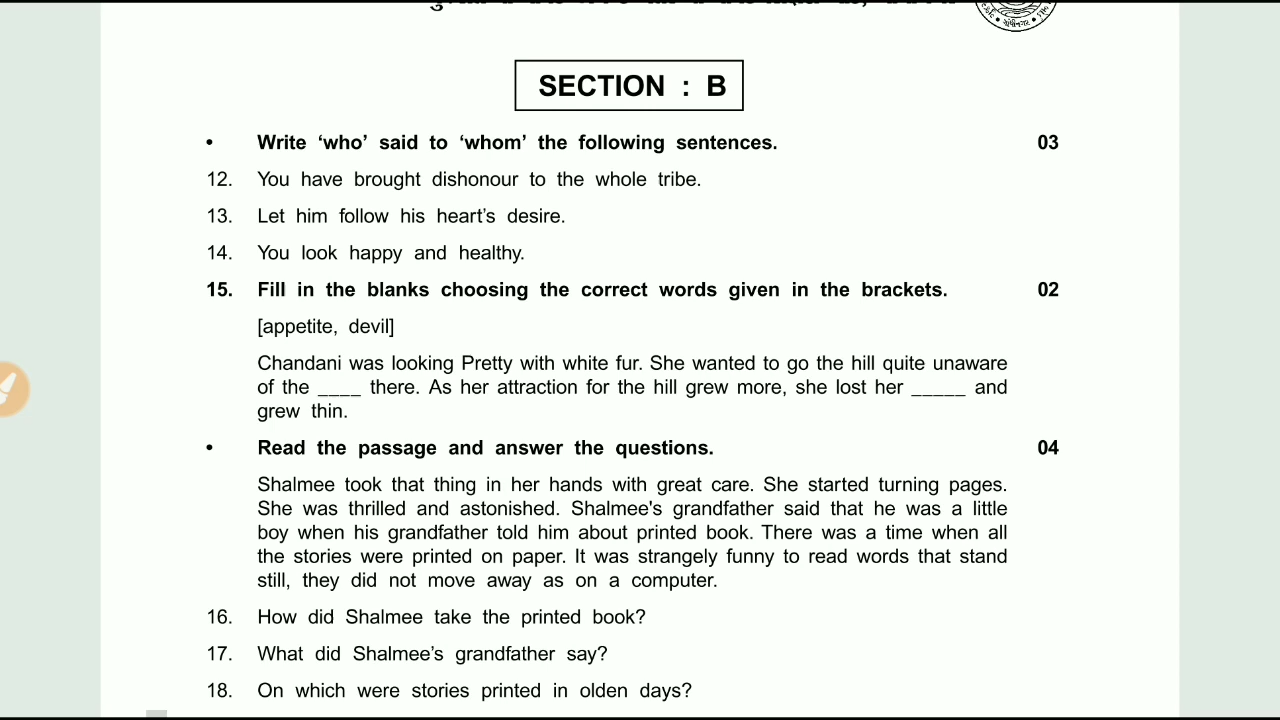 SECTION : B
• Write ‘who’ said to ‘whom’ the following sentences. 03
12. You have brought dishonour to the whole tribe.
13. Let him follow his heart’s desire.
14. You look happy and healthy.
15. Fill in the blanks choosing the correct words given in the brackets. 02
[appetite, devil]
Chandani was looking Pretty with white fur. She wanted to go the hill quite unaware
of the ____ there. As her attraction for the hill grew more, she lost her _____ and
grew thin.
• Read the passage and answer the questions. 04
Shalmee took that thing in her hands with great care. She started turning pages.
She was thrilled and astonished. Shalmee's grandfather said that he was a little
boy when his grandfather told him about printed book. There was a time when all
the stories were printed on paper. It was strangely funny to read words that stand
still, they did not move away as on a computer.
16. How did Shalmee take the printed book?
17. What did Shalmee’s grandfather say?
18. On which were stories printed in olden days?